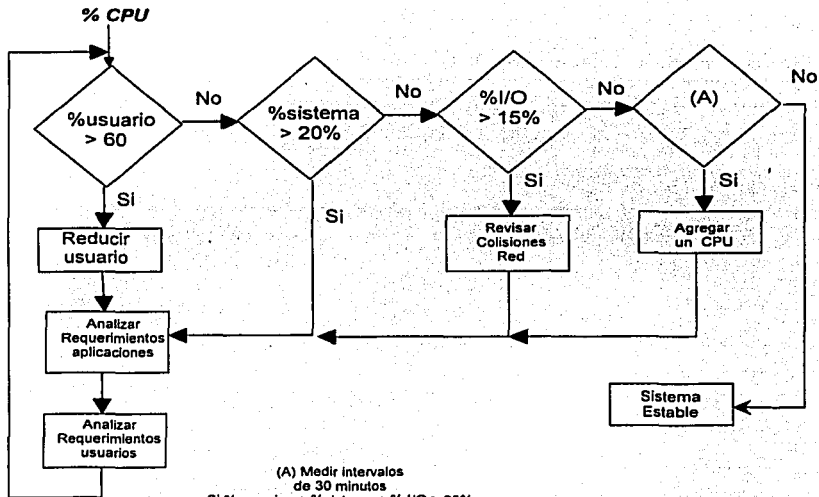 % CPU
%usuario
> 60
No
%sistema
> 20%
No
%I/O
> 15%
No
(A)
No
Si
Si
Si
Si
Reducir
usuario
Revisar
Colisiones
Red
Agregar
un CPU
Analizar
Requerimientos
aplicaciones
Sistema
Estable
Analizar
Requerimientos
usuarios
(A) Medir intervalos
de 30 minutos